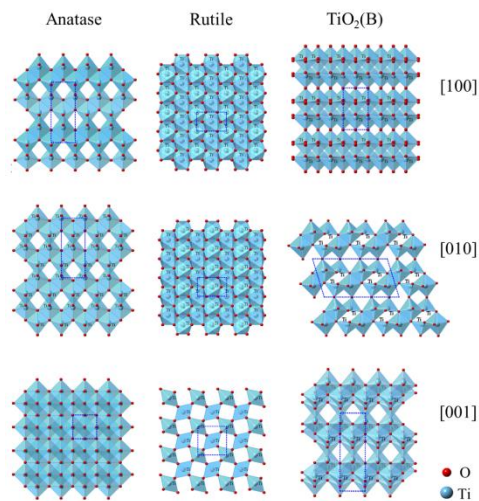 Anatase Rutile TiO₂(B)
[100]
[010]
[001]
O
Ti